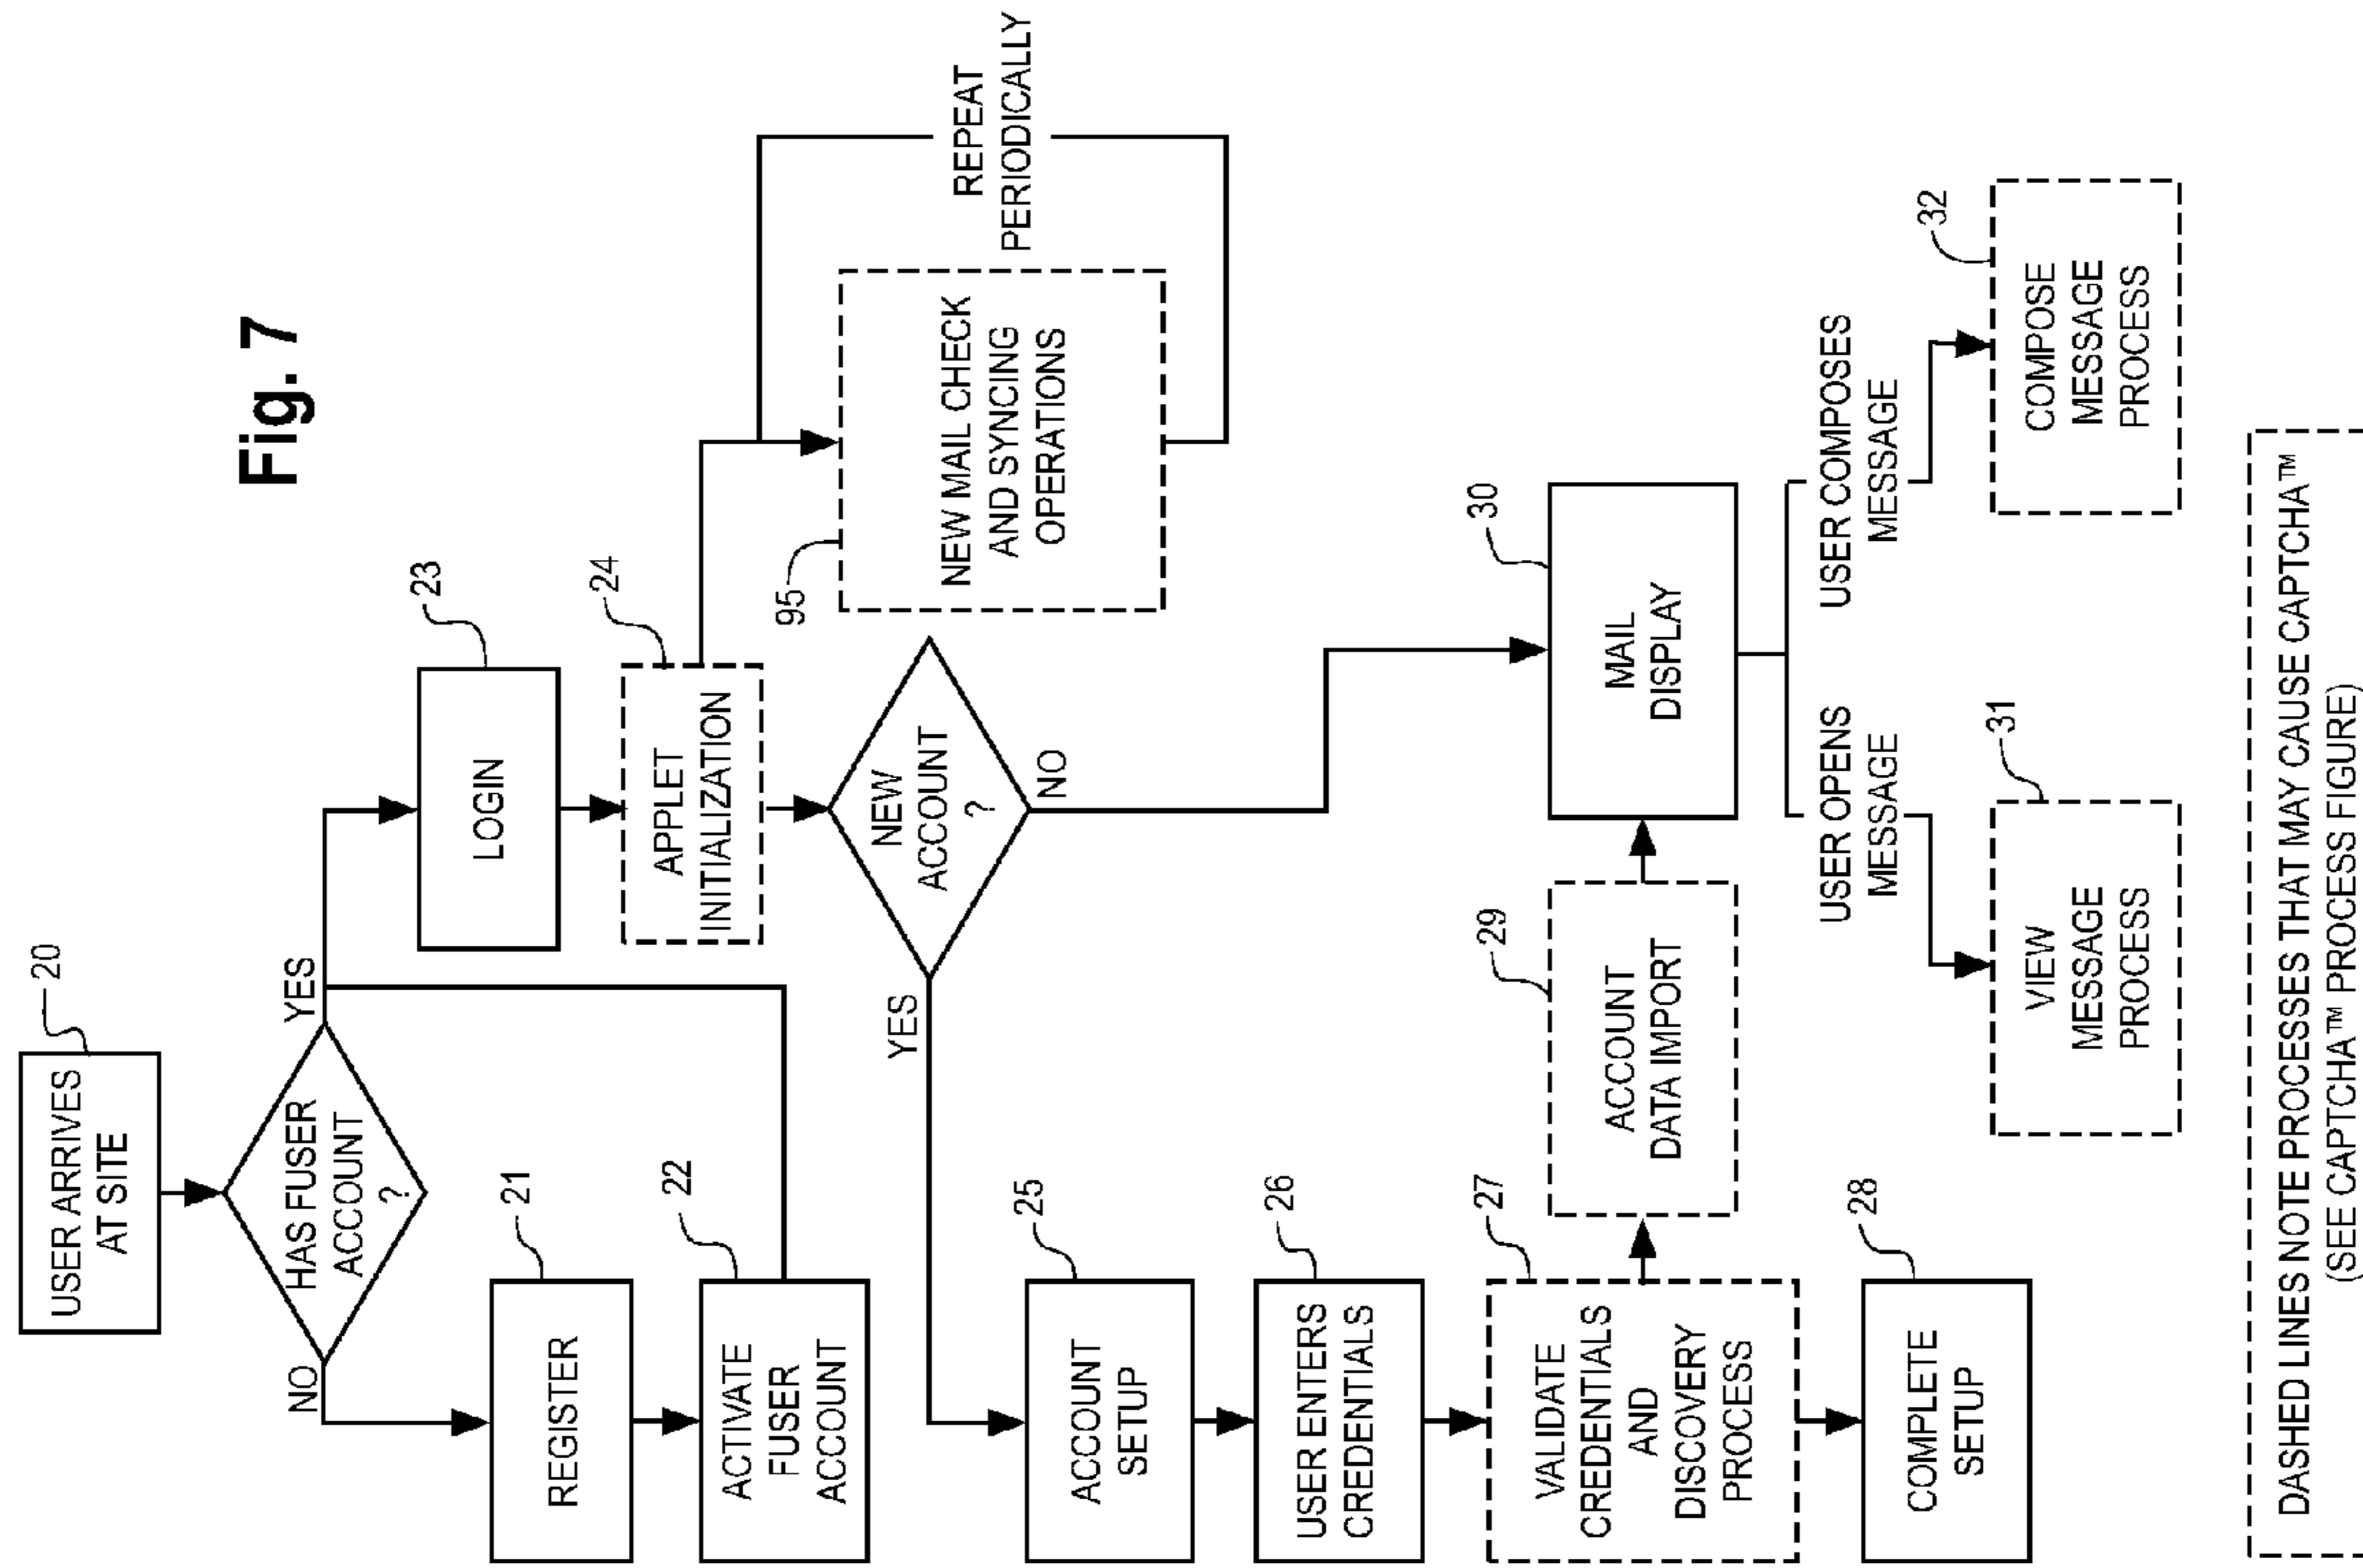 Fig. 7
USER ARRIVES
AT SITE
20
HAS FUSER
ACCOUNT
?
YES
NO
REGISTER
21
ACTIVATE
FUSER
ACCOUNT
22
LOGIN
23
APPLET
INITIALIZATION
24
NEW MAIL CHECK
AND SYNCING
OPERATIONS
95
REPEAT
PERIODICALLY
NEW
ACCOUNT
?
YES
NO
ACCOUNT
SETUP
25
USER ENTERS
CREDENTIALS
26
VALIDATE
CREDENTIALS
AND
DISCOVERY
PROCESS
27
COMPLETE
SETUP
28
ACCOUNT
DATA IMPORT
29
MAIL
DISPLAY
30
USER OPENS
MESSAGE
VIEW
MESSAGE
PROCESS
31
USER COMPOSES
MESSAGE
COMPOSE
MESSAGE
PROCESS
32
DASHED LINES NOTE PROCESSES THAT MAY CAUSE CAPTCHA™
(SEE CAPTCHA™ PROCESS FIGURE)